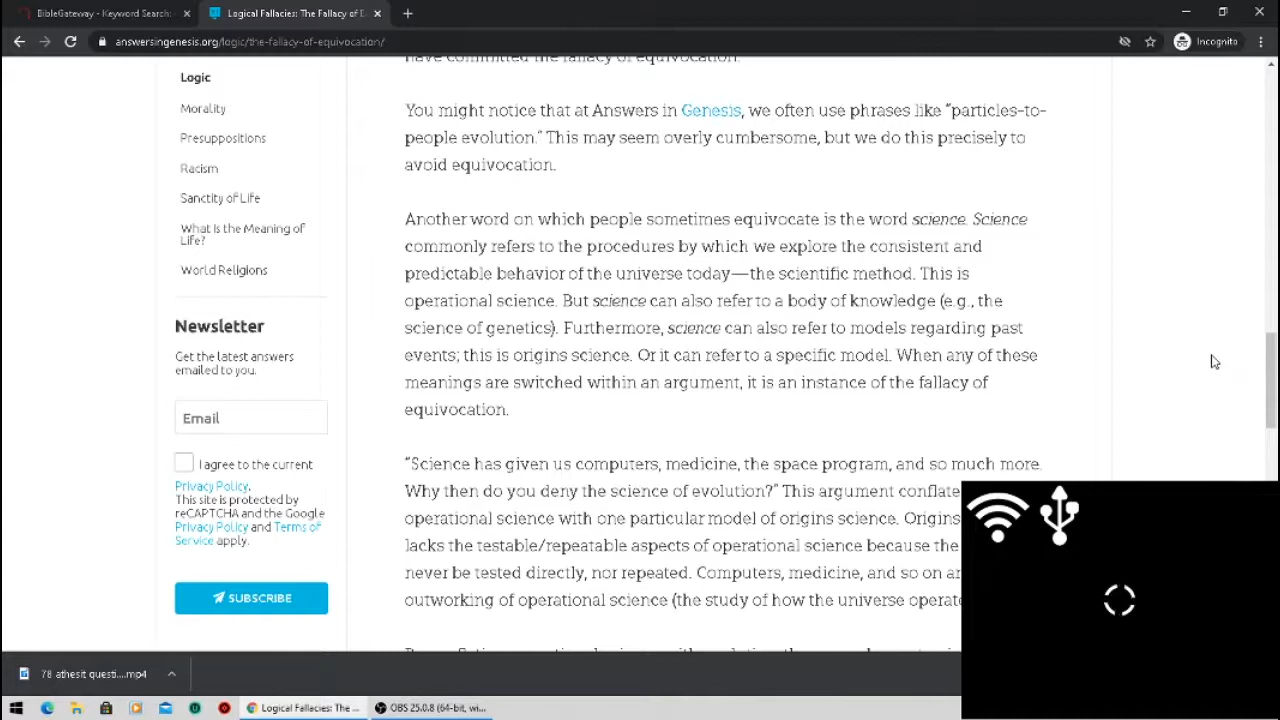 BibleGateway - Keyword Search:
Logical Fallacies: The Fallacy of E
answersingenesis.org/logic/the-fallacy-of-equivocation/
Incognito
Logic
Morality
Presuppositions
Racism
Sanctity of Life
What Is the Meaning of
Life?
World Religions
Newsletter
Get the latest answers
emailed to you.
Email
I agree to the current
Privacy Policy.
This site is protected by
reCAPTCHA and the Google
Privacy Policy and Terms of
Service apply.
SUBSCRIBE
have committed the fallacy of equivocation.
You might notice that at Answers in Genesis, we often use phrases like “particles-to-
people evolution.” This may seem overly cumbersome, but we do this precisely to
avoid equivocation.
Another word on which people sometimes equivocate is the word science. Science
commonly refers to the procedures by which we explore the consistent and
predictable behavior of the universe today—the scientific method. This is
operational science. But science can also refer to a body of knowledge (e.g., the
science of genetics). Furthermore, science can also refer to models regarding past
events; this is origins science. Or it can refer to a specific model. When any of these
meanings are switched within an argument, it is an instance of the fallacy of
equivocation.
“Science has given us computers, medicine, the space program, and so much more.
Why then do you deny the science of evolution?” This argument conflate
operational science with one particular model of origins science. Origins
lacks the testable/repeatable aspects of operational science because the
never be tested directly, nor repeated. Computers, medicine, and so on ar
outworking of operational science (the study of how the universe operat
78 athesit questi....mp4
Logical Fallacies: The...
OBS 25.0.8 (64-bit, wi...